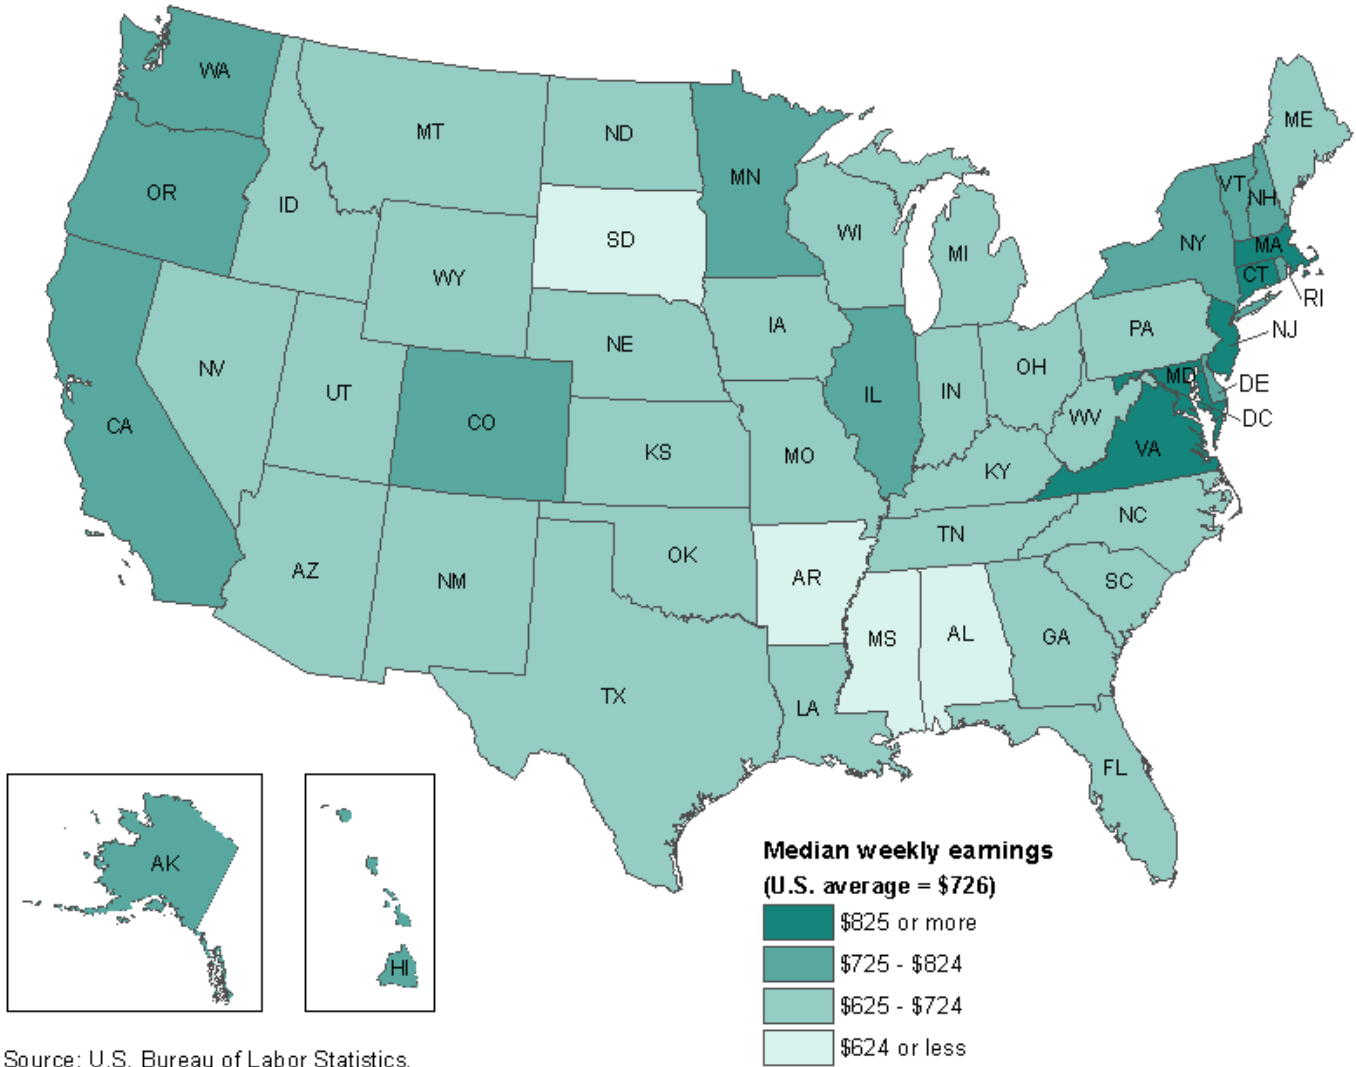 WA
MT
ND
MN
ME
OR
ID
SD
WI
MI
VT
NH
NY
MA
CT
RI
WY
IA
NE
PA
NJ
NV
UT
CO
IL
IN
OH
MD
DE
DC
CA
KS
MO
WV
VA
KY
NC
AZ
NM
OK
AR
TN
SC
MS
AL
GA
TX
LA
FL
AK
HI
Median weekly earnings
(U.S. average = $726)
$825 or more
$725 - $824
$625 - $724
$624 or less
Source: U.S. Bureau of Labor Statistics.